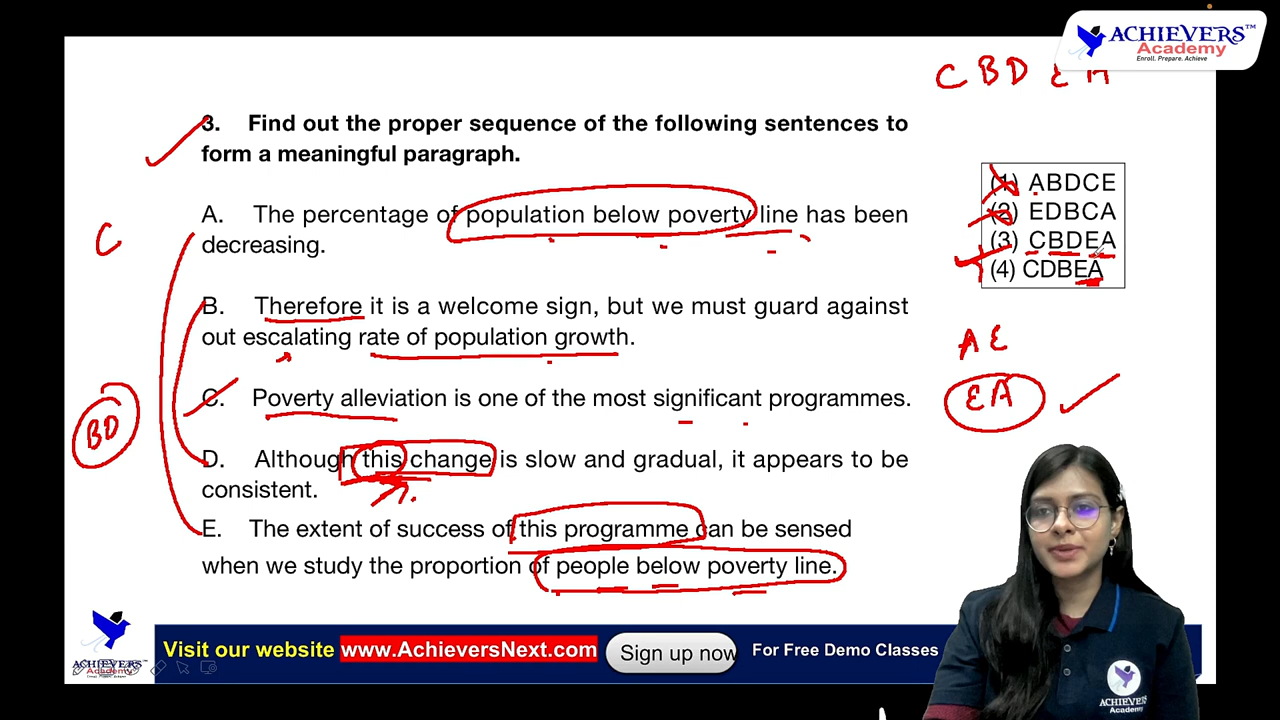 ACHIEVERS™
Academy
Enroll. Prepare. Achieve
C B D E A
3. Find out the proper sequence of the following sentences to
form a meaningful paragraph.
(1) ABDCE
(2) EDBCA
(3) CBDEA
(4) CDBEA
A. The percentage of population below poverty line has been
decreasing.
C
B. Therefore it is a welcome sign, but we must guard against
out escalating rate of population growth.
A E
E A
C. Poverty alleviation is one of the most significant programmes.
BD
D. Although this change is slow and gradual, it appears to be
consistent.
E. The extent of success of this programme can be sensed
when we study the proportion of people below poverty line.
ACHIEVERS
Academy
Visit our website www.AchieversNext.com
Sign up now
For Free Demo Classes
ACHIEVERS
Academy